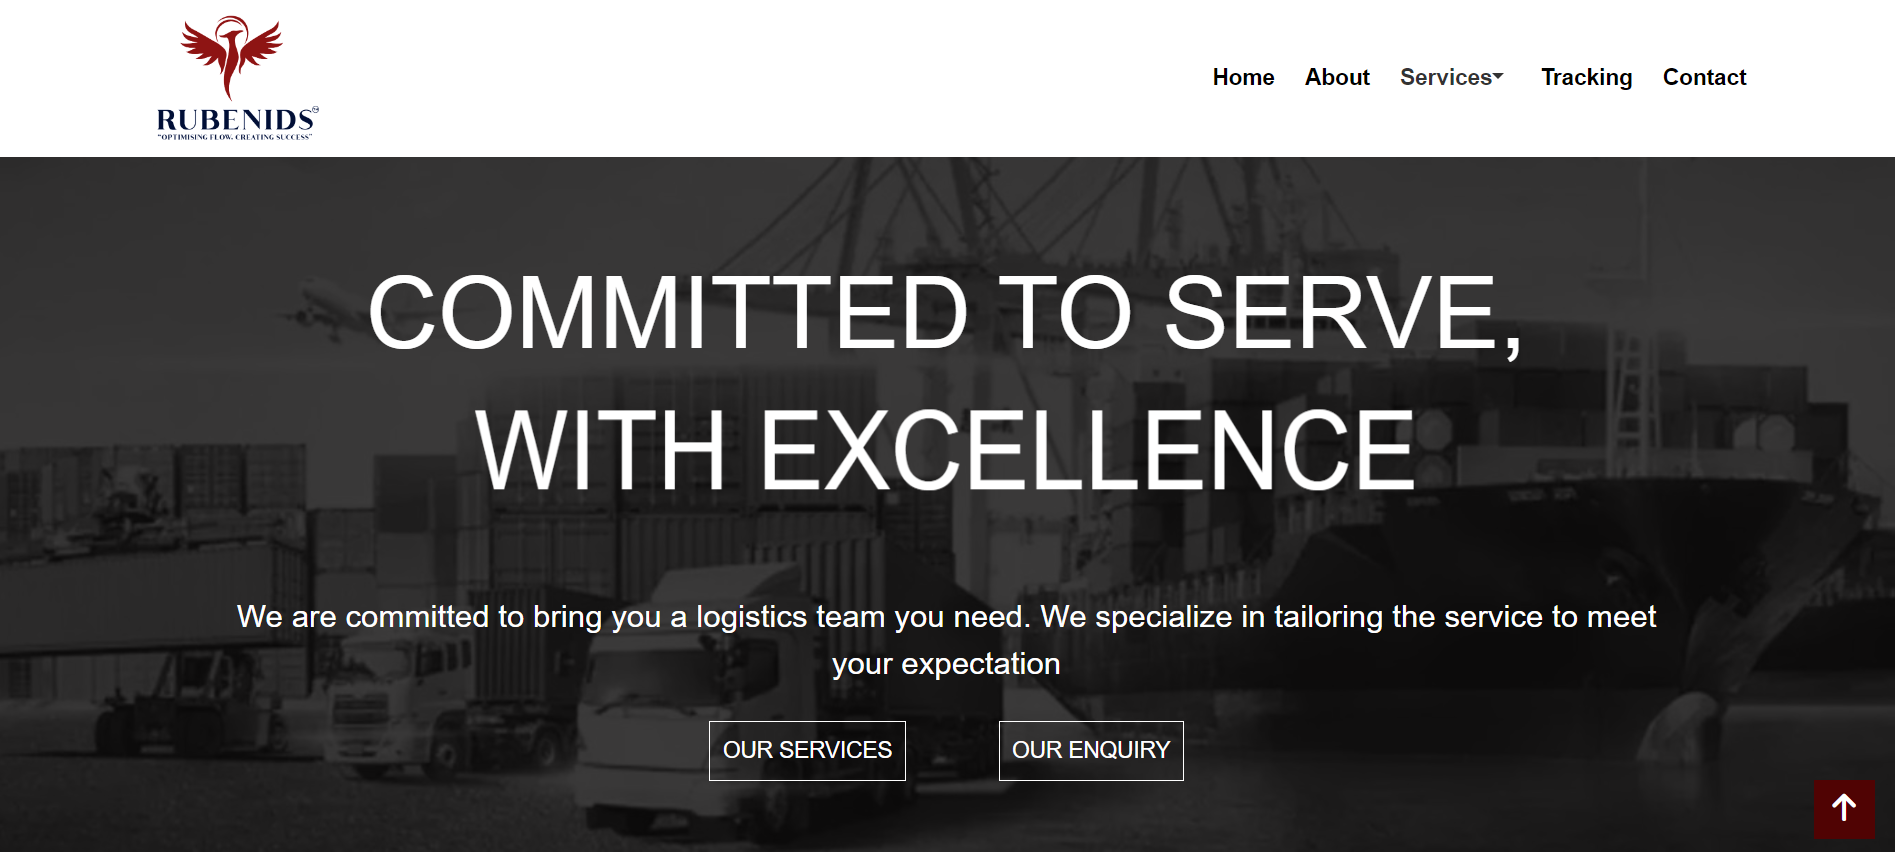 RUBENIDS
"OPTIMISING FLOW, CREATING SUCCESS"
Home About Services Tracking Contact
COMMITTED TO SERVE,
WITH EXCELLENCE
We are committed to bring you a logistics team you need. We specialize in tailoring the service to meet
your expectation
OUR SERVICES OUR ENQUIRY